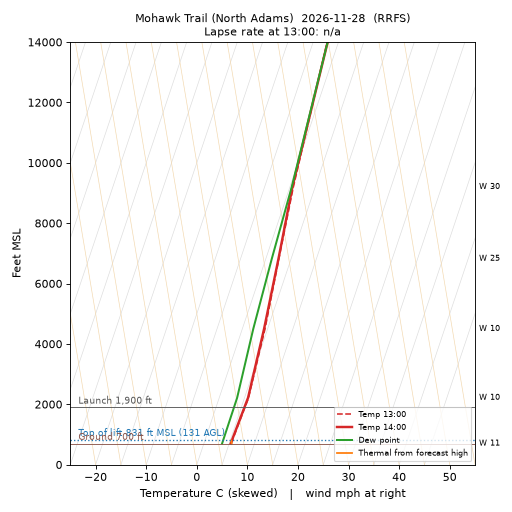 Mohawk Trail (North Adams)  2026-11-28  (RRFS)
Lapse rate at 13:00: n/a
14000
12000
10000
8000
6000
4000
2000
0
Feet MSL
W 30
W 25
W 10
W 10
W 11
Launch 1,900 ft
Top of lift 831 ft MSL (131 AGL)
Ground 700 ft
Temp 13:00
Temp 14:00
Dew point
Thermal from forecast high
−20
−10
0
10
20
30
40
50
Temperature C (skewed)   |   wind mph at right